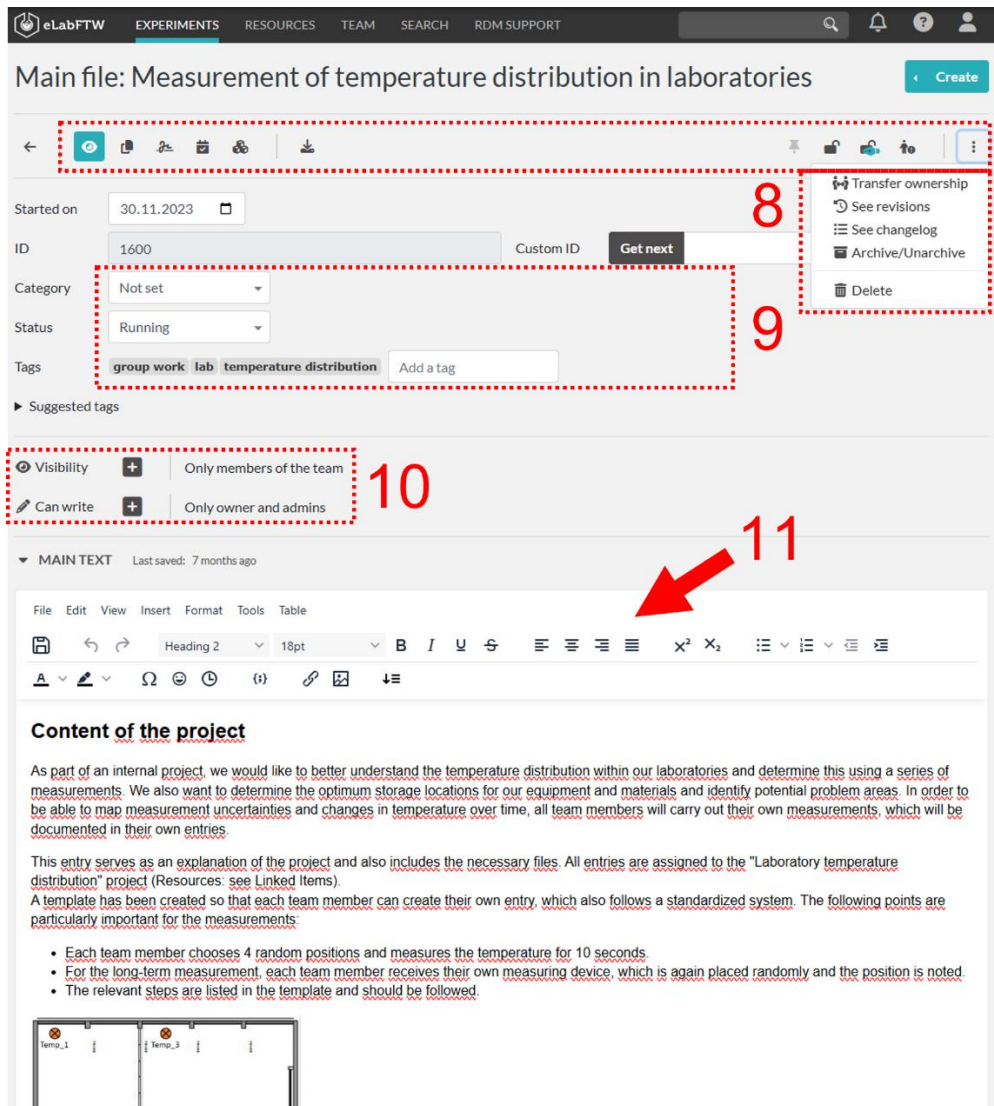 eLabFTW EXPERIMENTS RESOURCES TEAM SEARCH RDM SUPPORT
Main file: Measurement of temperature distribution in laboratories
Create
8
Transfer ownership
See revisions
See changelog
Archive/Unarchive
Delete
Started on 30.11.2023
ID 1600 Custom ID Get next
Category Not set
Status Running
9
Tags group work lab temperature distribution Add a tag
Suggested tags
Visibility + Only members of the team
10
Can write + Only owner and admins
11
MAIN TEXT Last saved: 7 months ago
File Edit View Insert Format Tools Table
Heading 2 18pt B I U S X² X₂
A Ω {;}
Content of the project
As part of an internal project, we would like to better understand the temperature distribution within our laboratories and determine this using a series of
measurements. We also want to determine the optimum storage locations for our equipment and materials and identify potential problem areas. In order to
be able to map measurement uncertainties and changes in temperature over time, all team members will carry out their own measurements, which will be
documented in their own entries.
This entry serves as an explanation of the project and also includes the necessary files. All entries are assigned to the "Laboratory temperature
distribution" project (Resources: see Linked Items).
A template has been created so that each team member can create their own entry, which also follows a standardized system. The following points are
particularly important for the measurements:
• Each team member chooses 4 random positions and measures the temperature for 10 seconds.
• For the long-term measurement, each team member receives their own measuring device, which is again placed randomly and the position is noted.
• The relevant steps are listed in the template and should be followed.
Temp_1 Temp_3